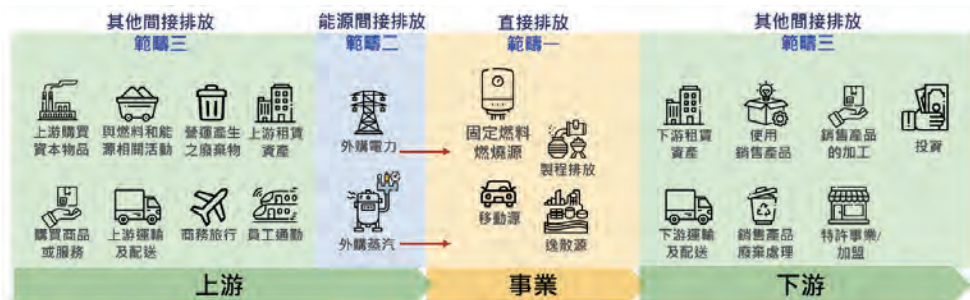 其他間接排放
範疇三
能源間接排放
範疇二
直接排放
範疇一
其他間接排放
範疇三
上游購買
資本物品
與燃料和能
源相關活動
營運產生
之廢棄物
上游租賃
資產
購買商品
或服務
上游運輸
及配送
商務旅行
員工通勤
外購電力
外購蒸汽
固定燃料
燃燒源
製程排放
移動源
逸散源
下游租賃
資產
使用
銷售產品
銷售產品
的加工
投資
下游運輸
及配送
銷售產品
廢棄處理
特許事業/
加盟
上游
事業
下游